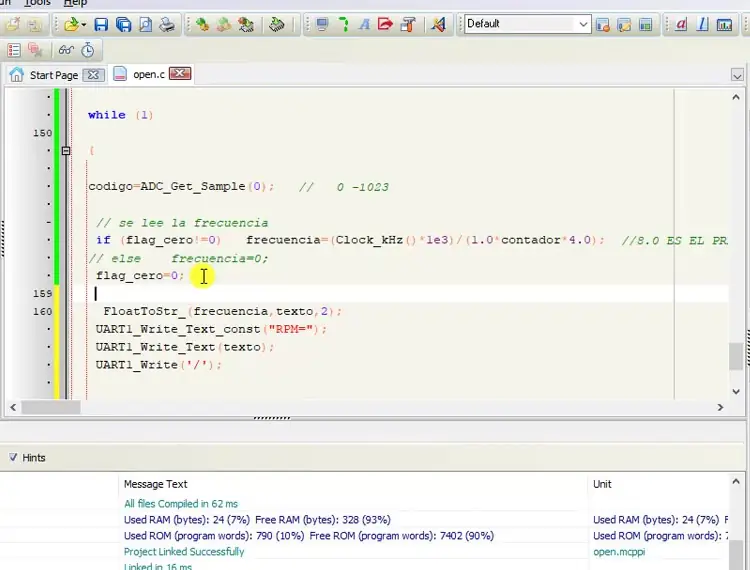 Tools Help
Default
Start Page open.c
while (1)
150
{
codigo=ADC_Get_Sample(0); // 0 -1023
// se lee la frecuencia
if (flag_cero!=0) frecuencia=(Clock_kHz()*1e3)/(1.0*contador*4.0); //8.0 ES EL PR
// else frecuencia=0;
flag_cero=0;
159
160 FloatToStr_(frecuencia,texto,2);
UART1_Write_Text_const("RPM=");
UART1_Write_Text(texto);
UART1_Write('/');
Hints
Message Text Unit
All files Compiled in 62 ms
Used RAM (bytes): 24 (7%) Free RAM (bytes): 328 (93%) Used RAM (bytes): 24 (7%) F
Used ROM (program words): 790 (10%) Free ROM (program words): 7402 (90%) Used ROM (program words):
Project Linked Successfully open.mcppi
Linked in 16 ms